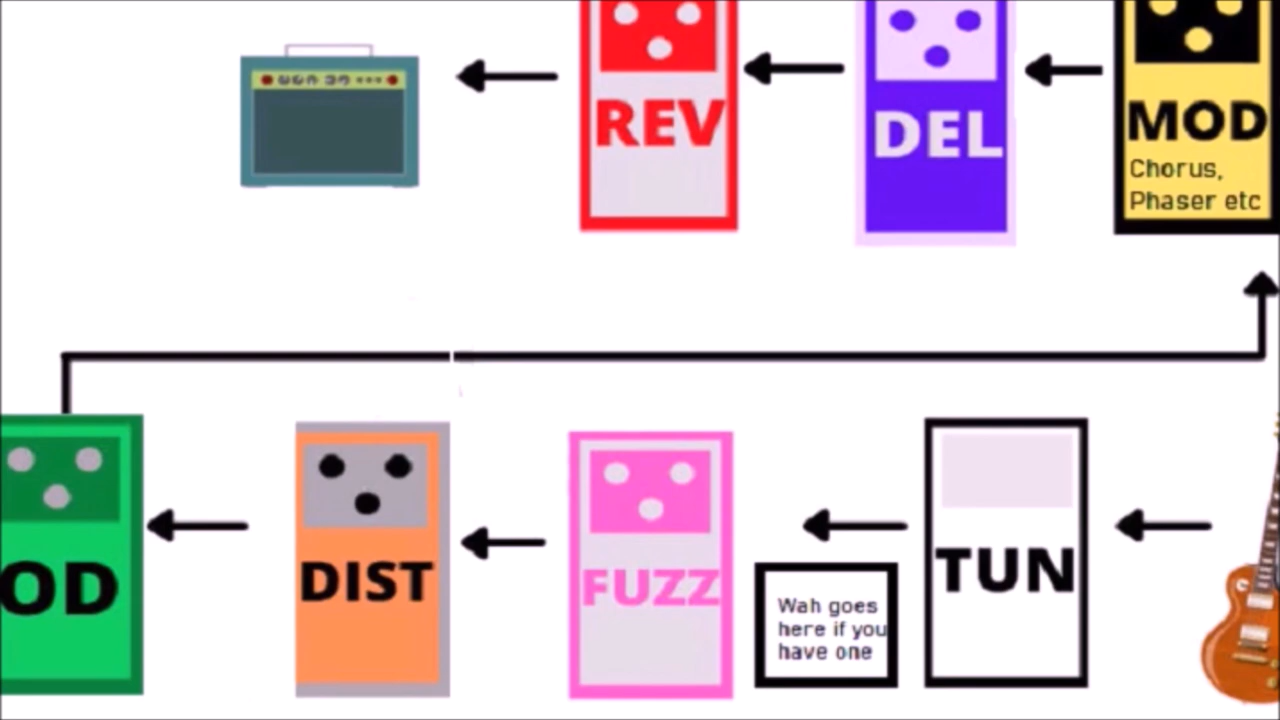 REV
DEL
MOD
Chorus,
Phaser etc
OD
DIST
FUZZ
TUN
Wah goes
here if you
have one